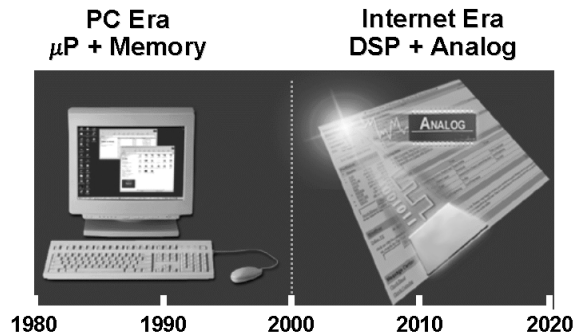 PC Era
μP + Memory
Internet Era
DSP + Analog
ANALOG
1980 1990 2000 2010 2020